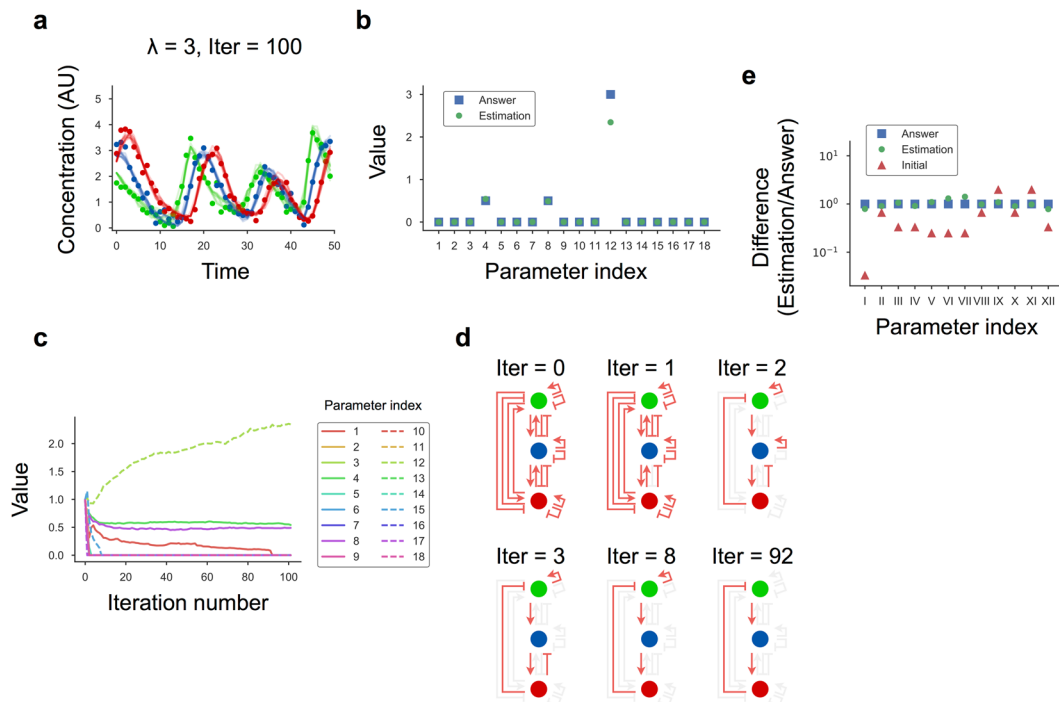 a
λ = 3, Iter = 100
Concentration (AU)
5
4
3
2
1
0
0 10 20 30 40 50
Time
b
Value
3
2
1
0
Answer
Estimation
1 2 3 4 5 6 7 8 9 10 11 12 13 14 15 16 17 18
Parameter index
e
Difference
(Estimation/Answer)
Answer
Estimation
Initial
10¹
10⁰
10⁻¹
I II III IV V VI VII VIII IX X XI XII
Parameter index
c
Value
2.0
1.5
1.0
0.5
0.0
0 20 40 60 80 100
Iteration number
Parameter index
1 10
2 11
3 12
4 13
5 14
6 15
7 16
8 17
9 18
d
Iter = 0 Iter = 1 Iter = 2
Iter = 3 Iter = 8 Iter = 92